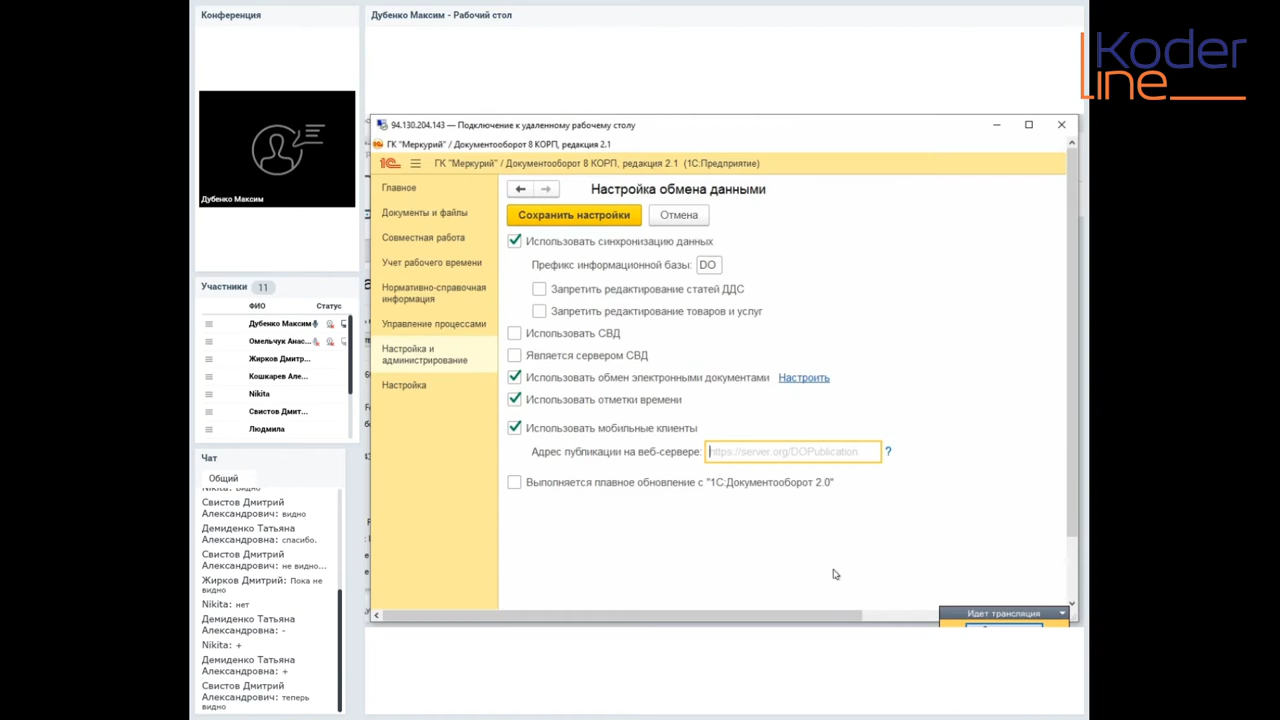 Конференция
Дубенко Максим - Рабочий стол
Koder
Line
Дубенко Максим
Участники 11
ФИО Статус
Дубенко Максим
Омельчук Анас...
Жирков Дмитр...
Кошкарев Але...
Nikita
Свистов Дмит...
Людмила
Чат
Общий
Nikita: видно
Свистов Дмитрий
Александрович: видно
Демиденко Татьяна
Александровна: спасибо.
Свистов Дмитрий
Александрович: не видно...
Жирков Дмитрий: Пока не
видно
Nikita: нет
Демиденко Татьяна
Александровна: -
Nikita: +
Демиденко Татьяна
Александровна: +
Свистов Дмитрий
Александрович: теперь
видно
94.130.204.143 — Подключение к удаленному рабочему столу
ГК "Меркурий" / Документооборот 8 КОРП, редакция 2.1
ГК "Меркурий" / Документооборот 8 КОРП, редакция 2.1 (1С:Предприятие)
Главное
Документы и файлы
Совместная работа
Учет рабочего времени
Нормативно-справочная
информация
Управление процессами
Настройка и
администрирование
Настройка
Настройка обмена данными
Сохранить настройки Отмена
Использовать синхронизацию данных
Префикс информационной базы: DO
Запретить редактирование статей ДДС
Запретить редактирование товаров и услуг
Использовать СВД
Является сервером СВД
Использовать обмен электронными документами Настроить
Использовать отметки времени
Использовать мобильные клиенты
Адрес публикации на веб-сервере: https://server.org/DOPublication ?
Выполняется плавное обновление с "1С:Документооборот 2.0"
Идет трансляция